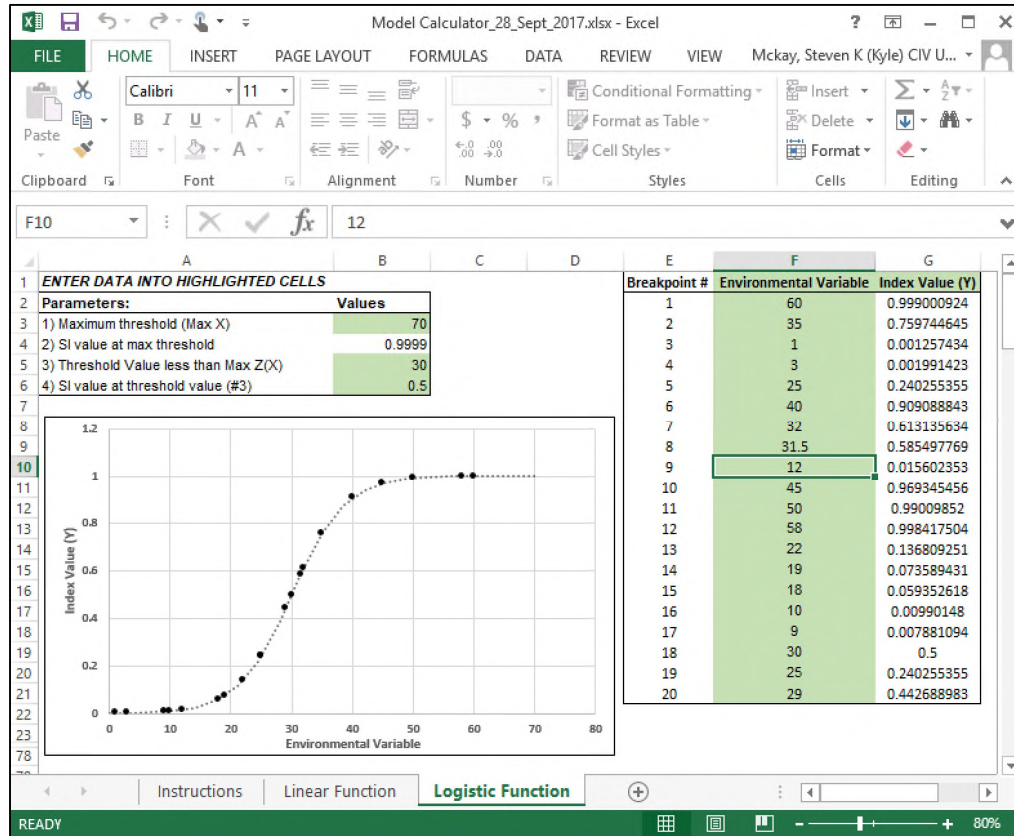 Model Calculator_28_Sept_2017.xlsx - Excel
FILE HOME INSERT PAGE LAYOUT FORMULAS DATA REVIEW VIEW Mckay, Steven K (Kyle) CIV U...
Calibri 11 Conditional Formatting Insert
Paste B I U A A $ % Format as Table Delete
A Cell Styles Format
Clipboard Font Alignment Number Styles Cells Editing
F10 fx 12
A B C D E F G
1 ENTER DATA INTO HIGHLIGHTED CELLS Breakpoint # Environmental Variable Index Value (Y)
2 Parameters: Values 1 60 0.999000924
3 1) Maximum threshold (Max X) 70 2 35 0.759744645
4 2) SI value at max threshold 0.9999 3 1 0.001257434
5 3) Threshold Value less than Max Z(X) 30 4 3 0.001991423
6 4) SI value at threshold value (#3) 0.5 5 25 0.240255355
7 6 40 0.909088843
8 7 32 0.613135634
9 8 31.5 0.585497769
10 9 12 0.015602353
11 10 45 0.969345456
12 11 50 0.99009852
13 12 58 0.998417504
14 13 22 0.136809251
15 14 19 0.073589431
16 15 18 0.059352618
17 16 10 0.00990148
18 17 9 0.007881094
19 18 30 0.5
20 19 25 0.240255355
21 20 29 0.442688983
22
23
78
1.2
1
0.8
0.6
0.4
0.2
0
Index Value (Y)
0 10 20 30 40 50 60 70 80
Environmental Variable
Instructions Linear Function Logistic Function
READY 80%